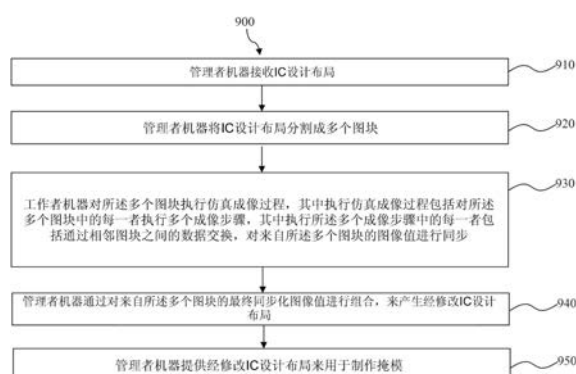 900
管理者机器接收IC设计布局
910
管理者机器将IC设计布局分割成多个图块
920
工作者机器对所述多个图块执行仿真成像过程，其中执行仿真成像过程包括对所述
多个图块中的每一者执行多个成像步骤，其中执行所述多个成像步骤中的每一者包
括通过相邻图块之间的数据交换，对来自所述多个图块的图像值进行同步
930
管理者机器通过对来自所述多个图块的最终同步化图像值进行组合，来产生经修改IC设计
布局
940
管理者机器提供经修改IC设计布局来用于制作掩模
950